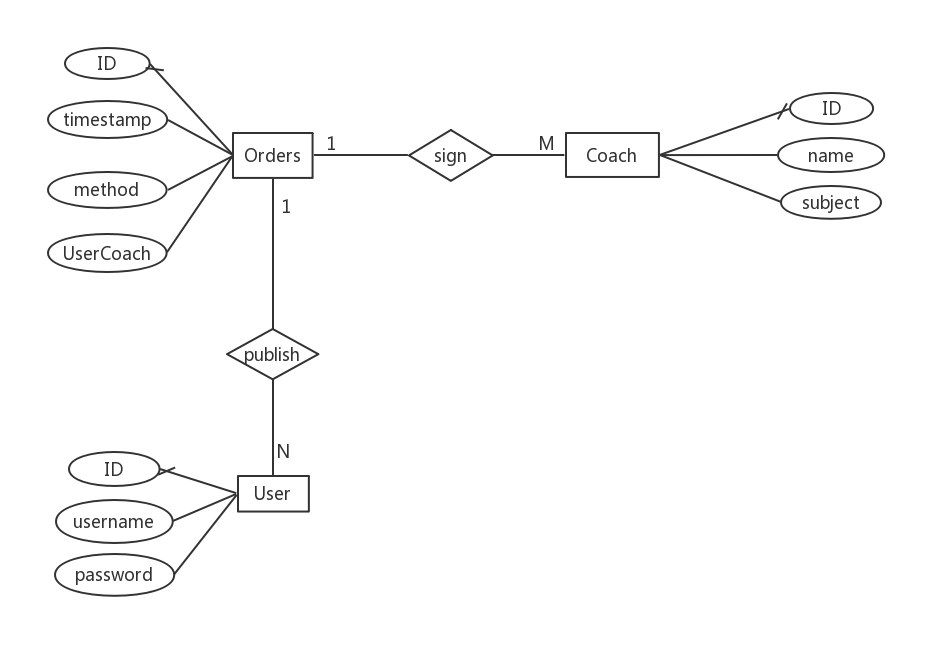 ID
timestamp
method
UserCoach
Orders
1
sign
M
Coach
ID
name
subject
1
publish
N
User
ID
username
password